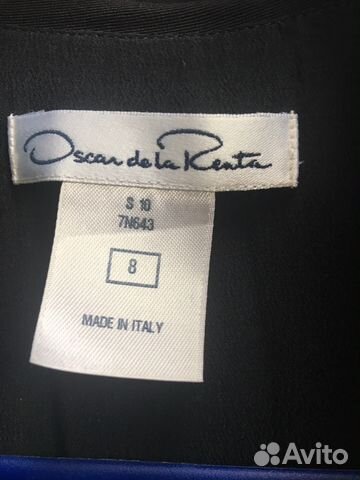 Oscar de la Renta
S 10
7N643
8
MADE IN ITALY
Avito